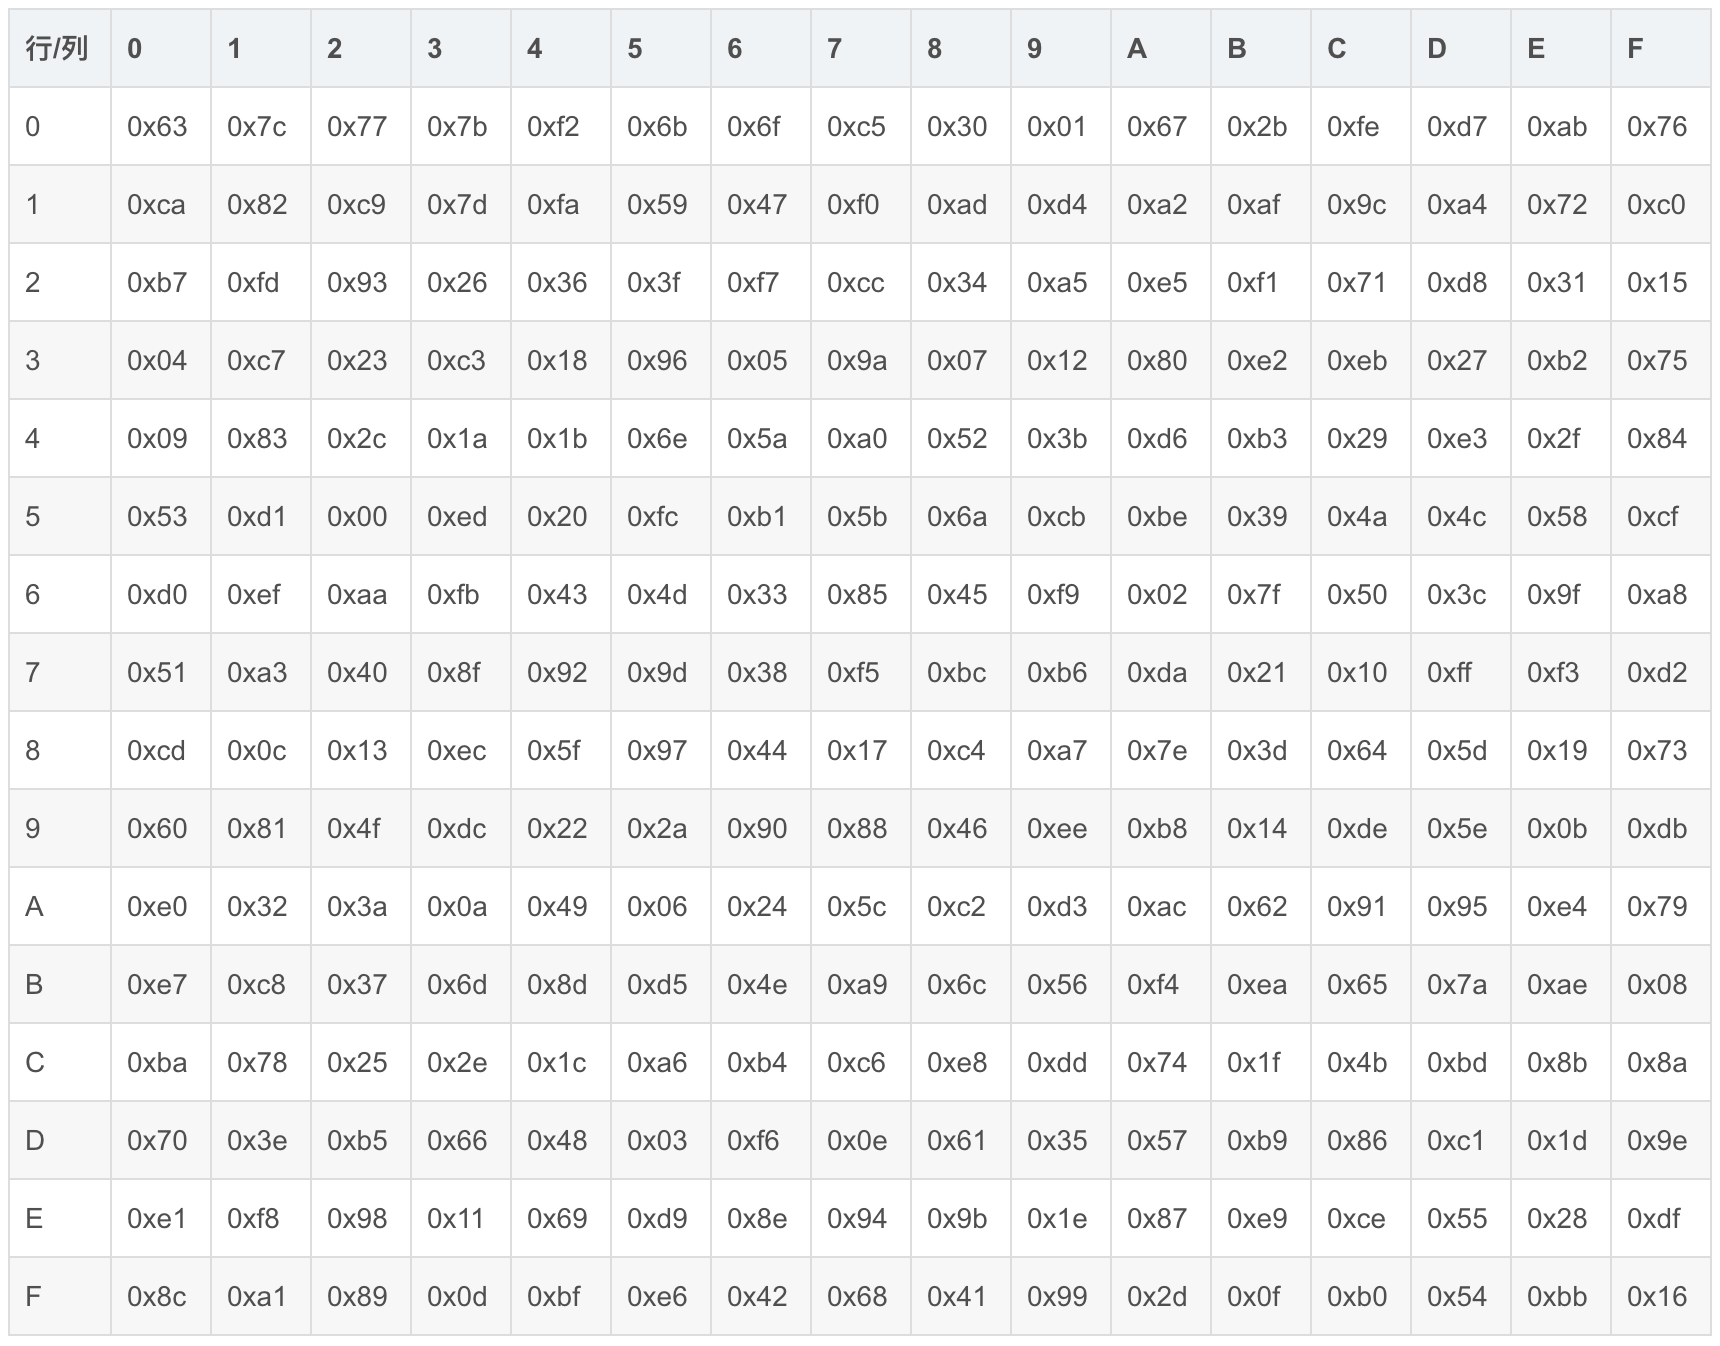 行/列 0 1 2 3 4 5 6 7 8 9 A B C D E F
0 0x63 0x7c 0x77 0x7b 0xf2 0x6b 0x6f 0xc5 0x30 0x01 0x67 0x2b 0xfe 0xd7 0xab 0x76
1 0xca 0x82 0xc9 0x7d 0xfa 0x59 0x47 0xf0 0xad 0xd4 0xa2 0xaf 0x9c 0xa4 0x72 0xc0
2 0xb7 0xfd 0x93 0x26 0x36 0x3f 0xf7 0xcc 0x34 0xa5 0xe5 0xf1 0x71 0xd8 0x31 0x15
3 0x04 0xc7 0x23 0xc3 0x18 0x96 0x05 0x9a 0x07 0x12 0x80 0xe2 0xeb 0x27 0xb2 0x75
4 0x09 0x83 0x2c 0x1a 0x1b 0x6e 0x5a 0xa0 0x52 0x3b 0xd6 0xb3 0x29 0xe3 0x2f 0x84
5 0x53 0xd1 0x00 0xed 0x20 0xfc 0xb1 0x5b 0x6a 0xcb 0xbe 0x39 0x4a 0x4c 0x58 0xcf
6 0xd0 0xef 0xaa 0xfb 0x43 0x4d 0x33 0x85 0x45 0xf9 0x02 0x7f 0x50 0x3c 0x9f 0xa8
7 0x51 0xa3 0x40 0x8f 0x92 0x9d 0x38 0xf5 0xbc 0xb6 0xda 0x21 0x10 0xff 0xf3 0xd2
8 0xcd 0x0c 0x13 0xec 0x5f 0x97 0x44 0x17 0xc4 0xa7 0x7e 0x3d 0x64 0x5d 0x19 0x73
9 0x60 0x81 0x4f 0xdc 0x22 0x2a 0x90 0x88 0x46 0xee 0xb8 0x14 0xde 0x5e 0x0b 0xdb
A 0xe0 0x32 0x3a 0x0a 0x49 0x06 0x24 0x5c 0xc2 0xd3 0xac 0x62 0x91 0x95 0xe4 0x79
B 0xe7 0xc8 0x37 0x6d 0x8d 0xd5 0x4e 0xa9 0x6c 0x56 0xf4 0xea 0x65 0x7a 0xae 0x08
C 0xba 0x78 0x25 0x2e 0x1c 0xa6 0xb4 0xc6 0xe8 0xdd 0x74 0x1f 0x4b 0xbd 0x8b 0x8a
D 0x70 0x3e 0xb5 0x66 0x48 0x03 0xf6 0x0e 0x61 0x35 0x57 0xb9 0x86 0xc1 0x1d 0x9e
E 0xe1 0xf8 0x98 0x11 0x69 0xd9 0x8e 0x94 0x9b 0x1e 0x87 0xe9 0xce 0x55 0x28 0xdf
F 0x8c 0xa1 0x89 0x0d 0xbf 0xe6 0x42 0x68 0x41 0x99 0x2d 0x0f 0xb0 0x54 0xbb 0x16